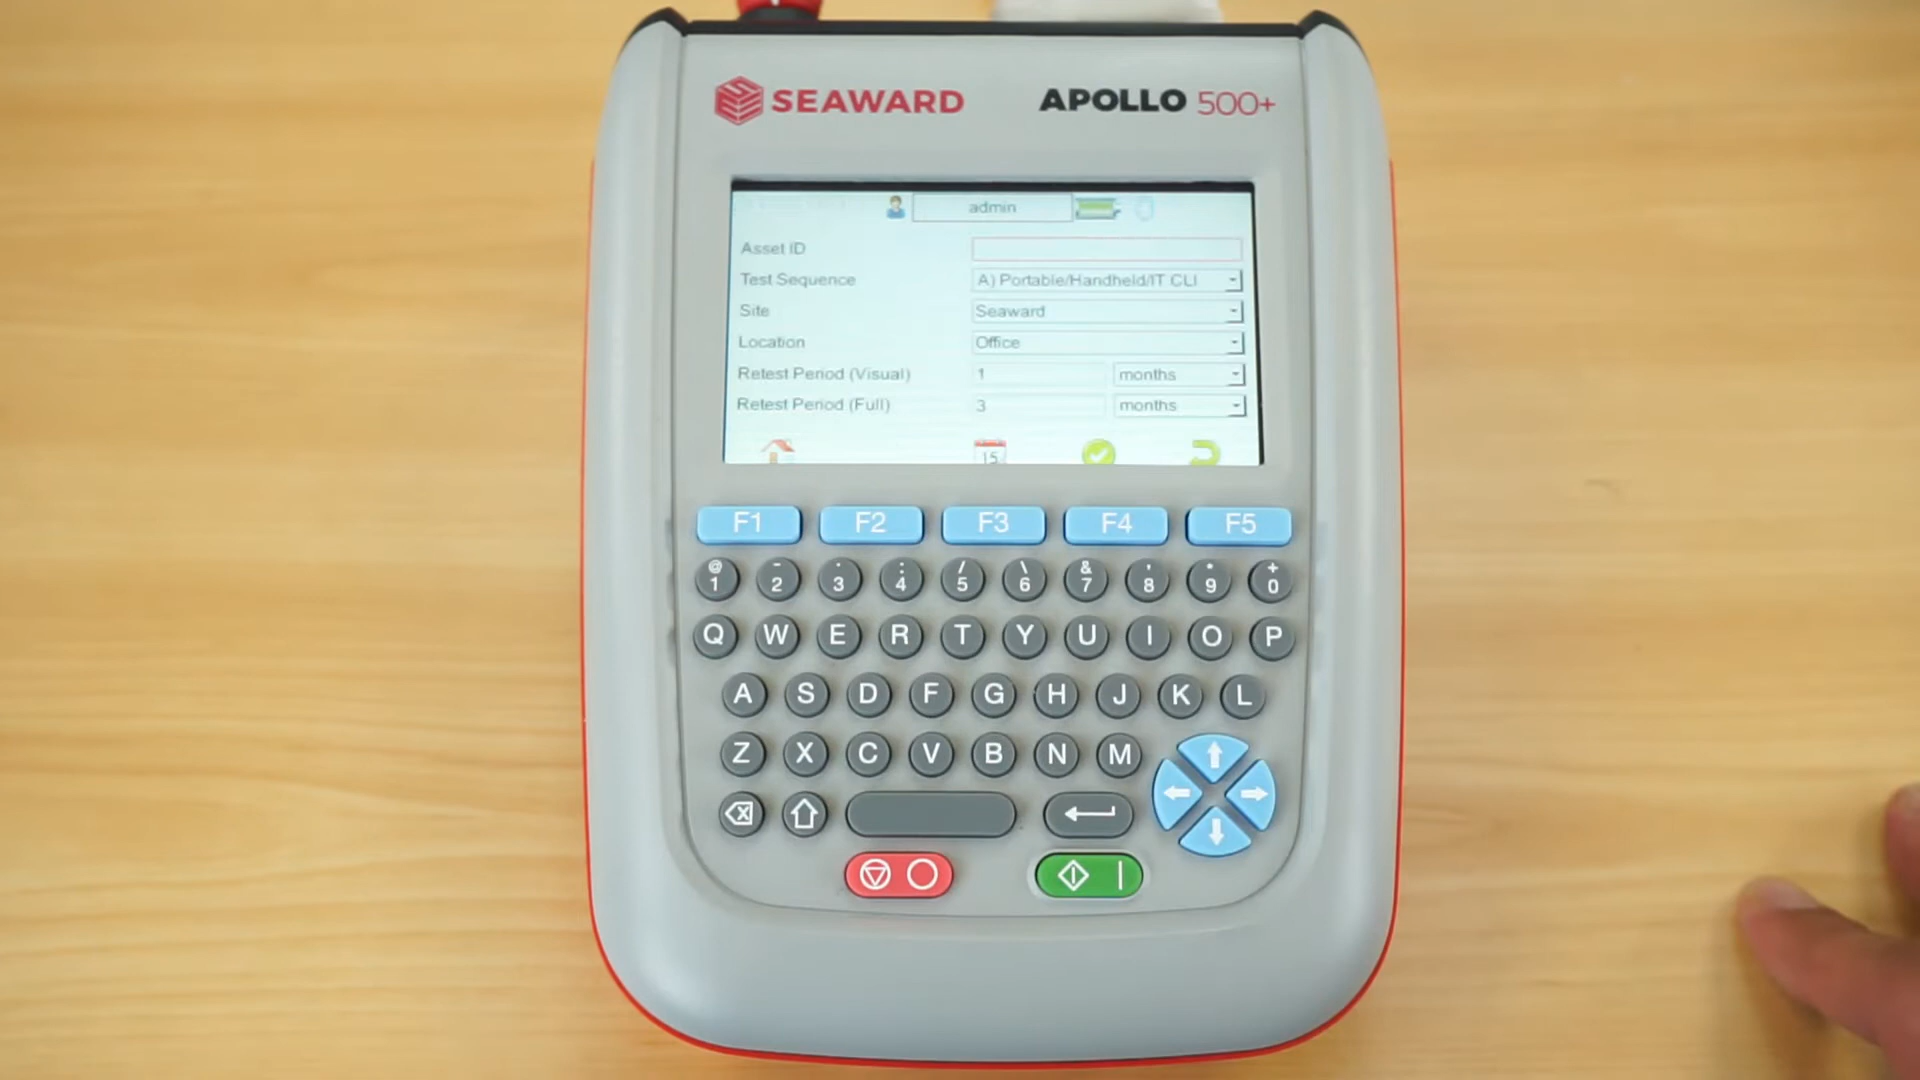 SEAWARD APOLLO 500+
admin
Asset ID
Test Sequence A) Portable/Handheld/IT CLI
Site Seaward
Location Office
Retest Period (Visual) 1 months
Retest Period (Full) 3 months
15
F1 F2 F3 F4 F5
@ - . : / \ & ' * +
1 2 3 4 5 6 7 8 9 0
Q W E R T Y U I O P
A S D F G H J K L
Z X C V B N M